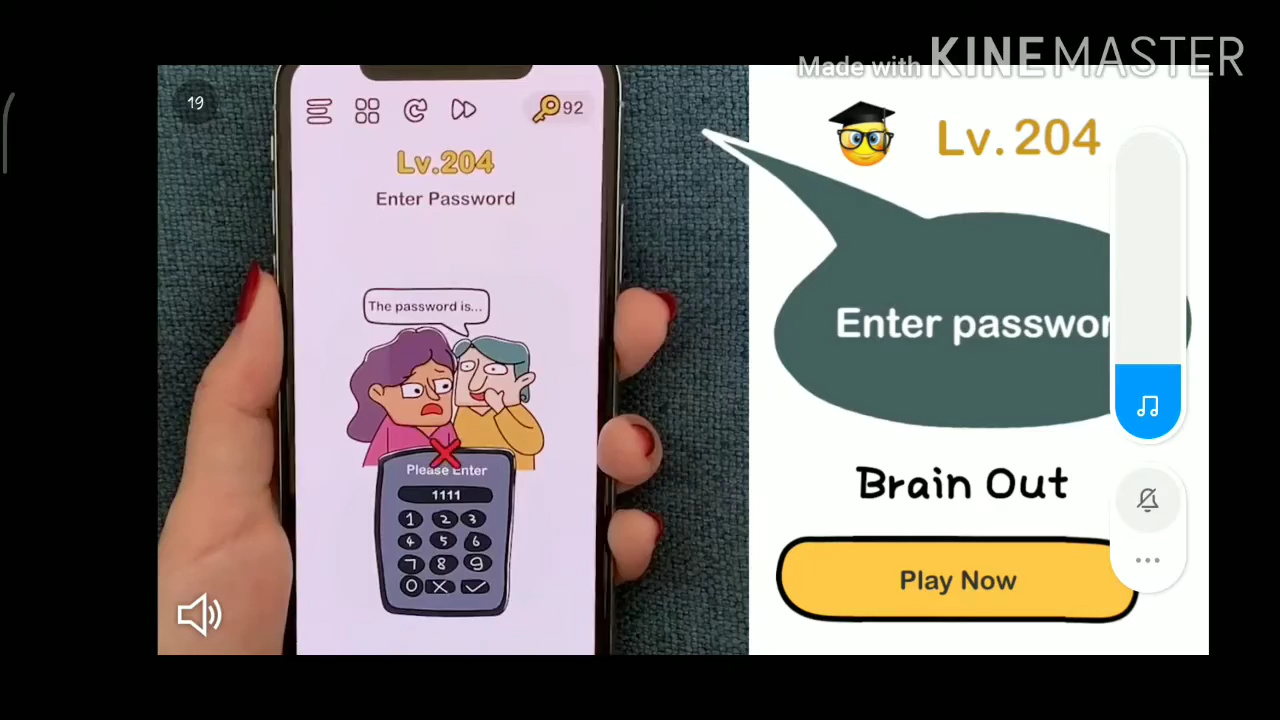 Made with KINEMASTER
19
92
Lv.204
Enter Password
The password is...
Please Enter
1111
1 2 3
4 5 6
7 8 9
0
Lv. 204
Enter passwor
Brain Out
Play Now